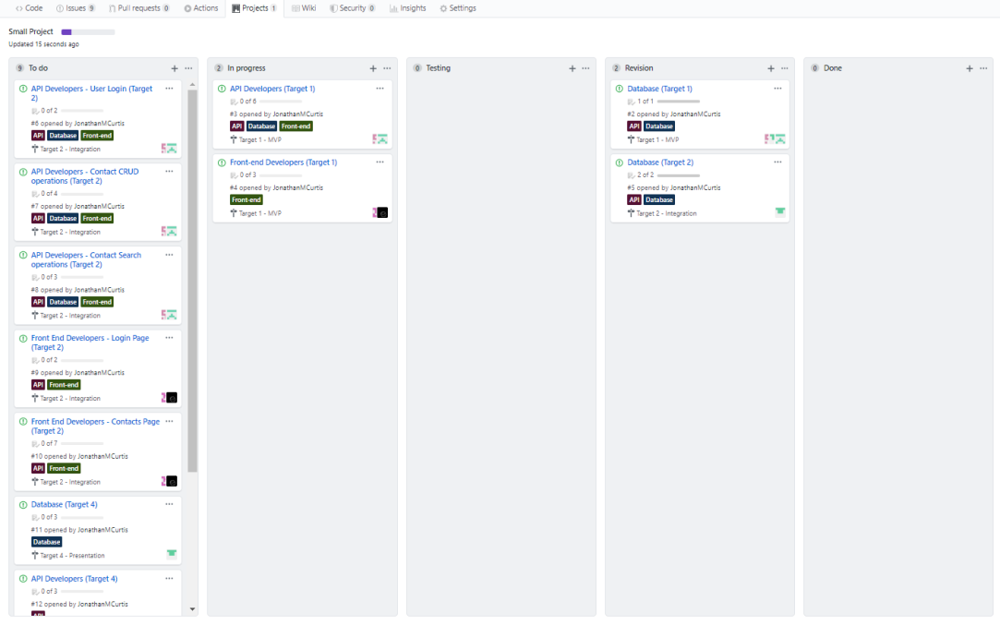 Code Issues 9 Pull requests 0 Actions Projects 1 Wiki Security 0 Insights Settings
Small Project
Updated 15 seconds ago
9 To do
API Developers - User Login (Target
2)
0 of 2
#6 opened by JonathanMCurtis
API Database Front-end
Target 2 - Integration
API Developers - Contact CRUD
operations (Target 2)
0 of 4
#7 opened by JonathanMCurtis
API Database Front-end
Target 2 - Integration
API Developers - Contact Search
operations (Target 2)
0 of 3
#8 opened by JonathanMCurtis
API Database Front-end
Target 2 - Integration
Front End Developers - Login Page
(Target 2)
0 of 2
#9 opened by JonathanMCurtis
API Front-end
Target 2 - Integration
Front End Developers - Contacts Page
(Target 2)
0 of 7
#10 opened by JonathanMCurtis
API Front-end
Target 2 - Integration
Database (Target 4)
0 of 3
#11 opened by JonathanMCurtis
Database
Target 4 - Presentation
API Developers (Target 4)
0 of 3
#12 opened by JonathanMCurtis
API
2 In progress
API Developers (Target 1)
0 of 6
#3 opened by JonathanMCurtis
API Database Front-end
Target 1 - MVP
Front-end Developers (Target 1)
0 of 3
#4 opened by JonathanMCurtis
Front-end
Target 1 - MVP
0 Testing
2 Revision
Database (Target 1)
1 of 1
#2 opened by JonathanMCurtis
API Database
Target 1 - MVP
Database (Target 2)
2 of 2
#5 opened by JonathanMCurtis
API Database
Target 2 - Integration
0 Done